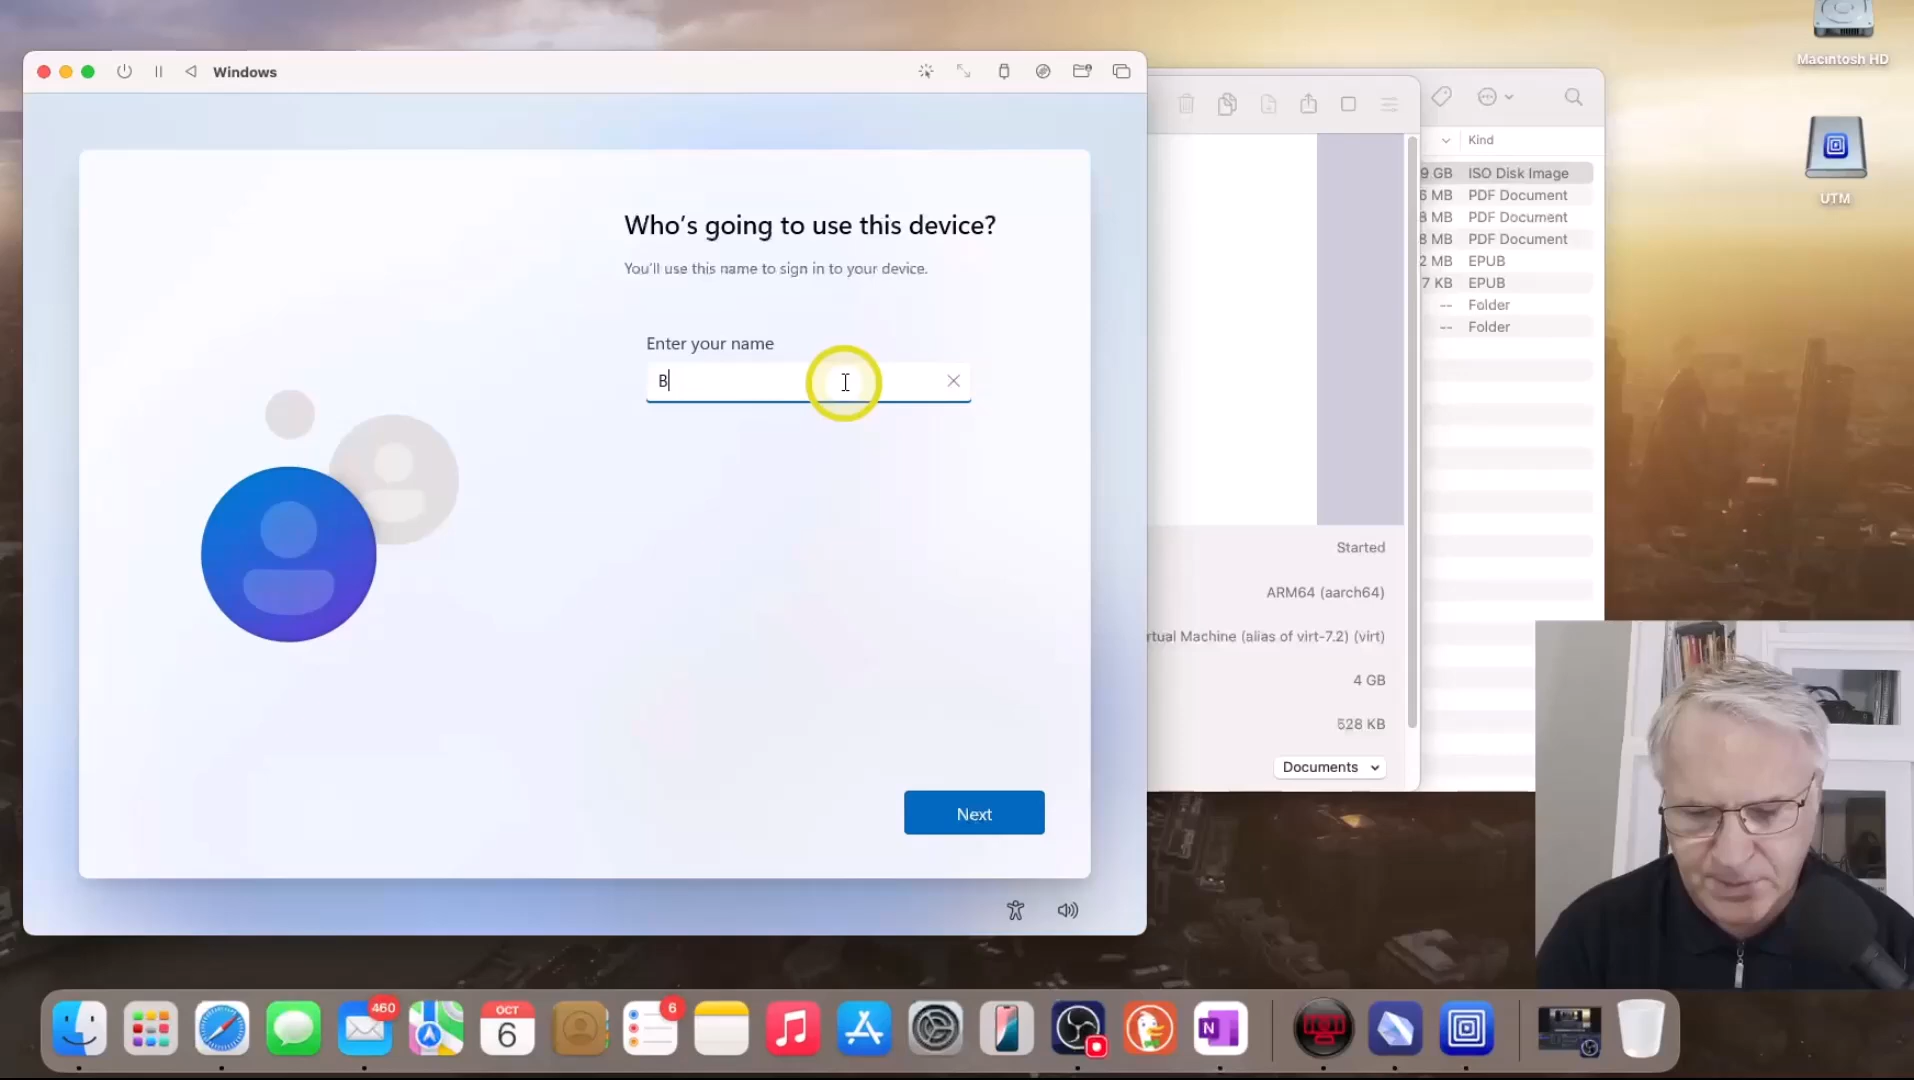 Macintosh HD
UTM
Windows
Who's going to use this device?
You'll use this name to sign in to your device.
Enter your name
B
Next
Kind
9 GB ISO Disk Image
6 MB PDF Document
8 MB PDF Document
8 MB PDF Document
2 MB EPUB
7 KB EPUB
-- Folder
-- Folder
Started
ARM64 (aarch64)
rtual Machine (alias of virt-7.2) (virt)
4 GB
528 KB
Documents
460
OCT
6
6
N